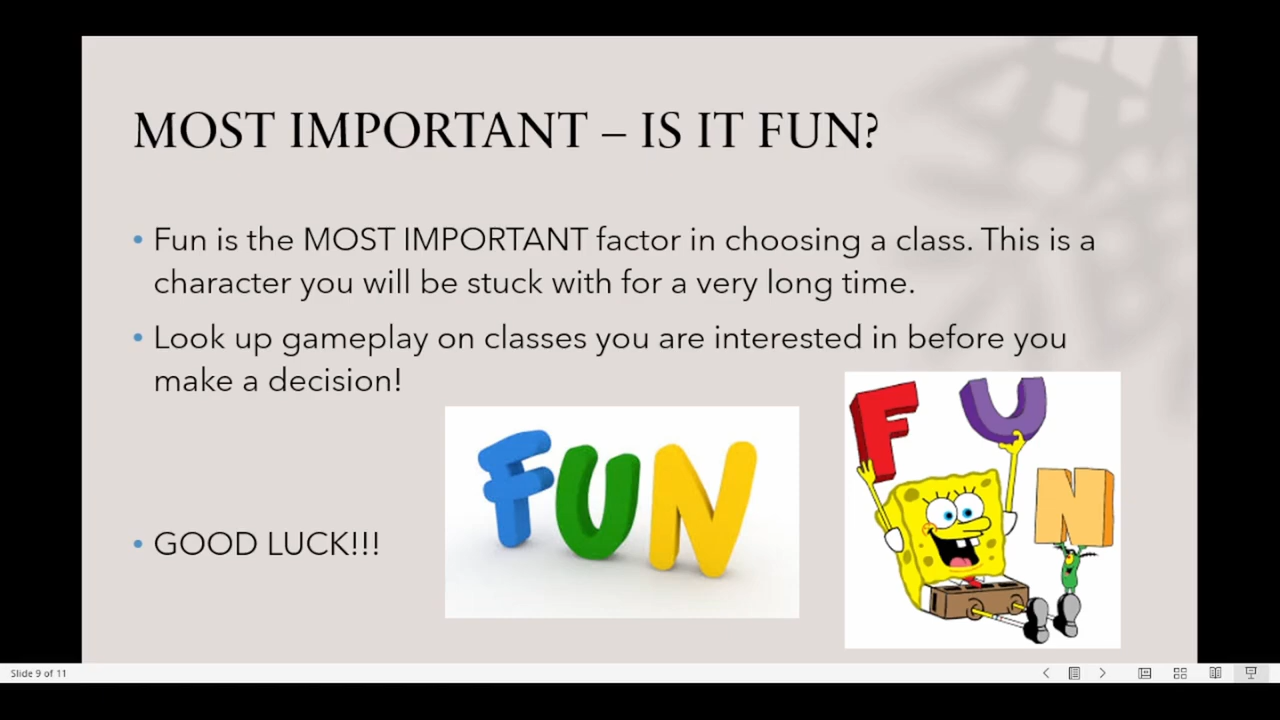 MOST IMPORTANT – IS IT FUN?
• Fun is the MOST IMPORTANT factor in choosing a class. This is a
character you will be stuck with for a very long time.
• Look up gameplay on classes you are interested in before you
make a decision!
FUN
F U
N
• GOOD LUCK!!!
Slide 9 of 11